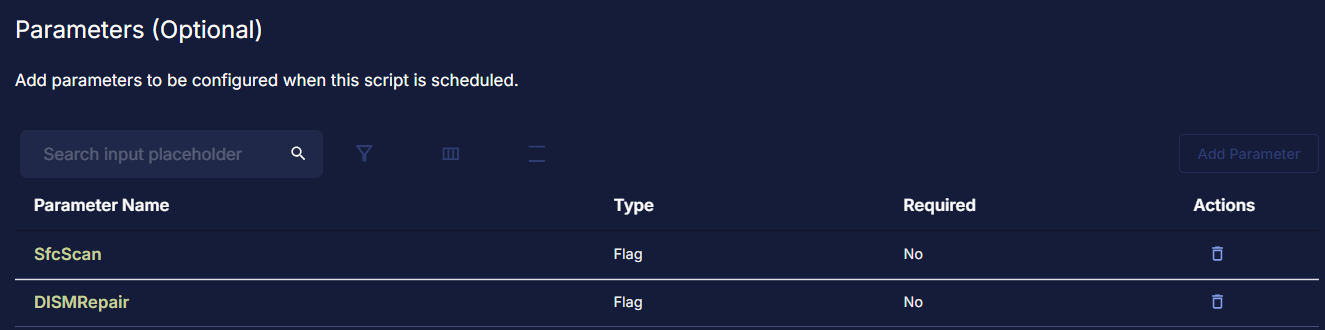 Parameters (Optional)
Add parameters to be configured when this script is scheduled.
Search input placeholder
Add Parameter
Parameter Name Type Required Actions
SfcScan Flag No
DISMRepair Flag No